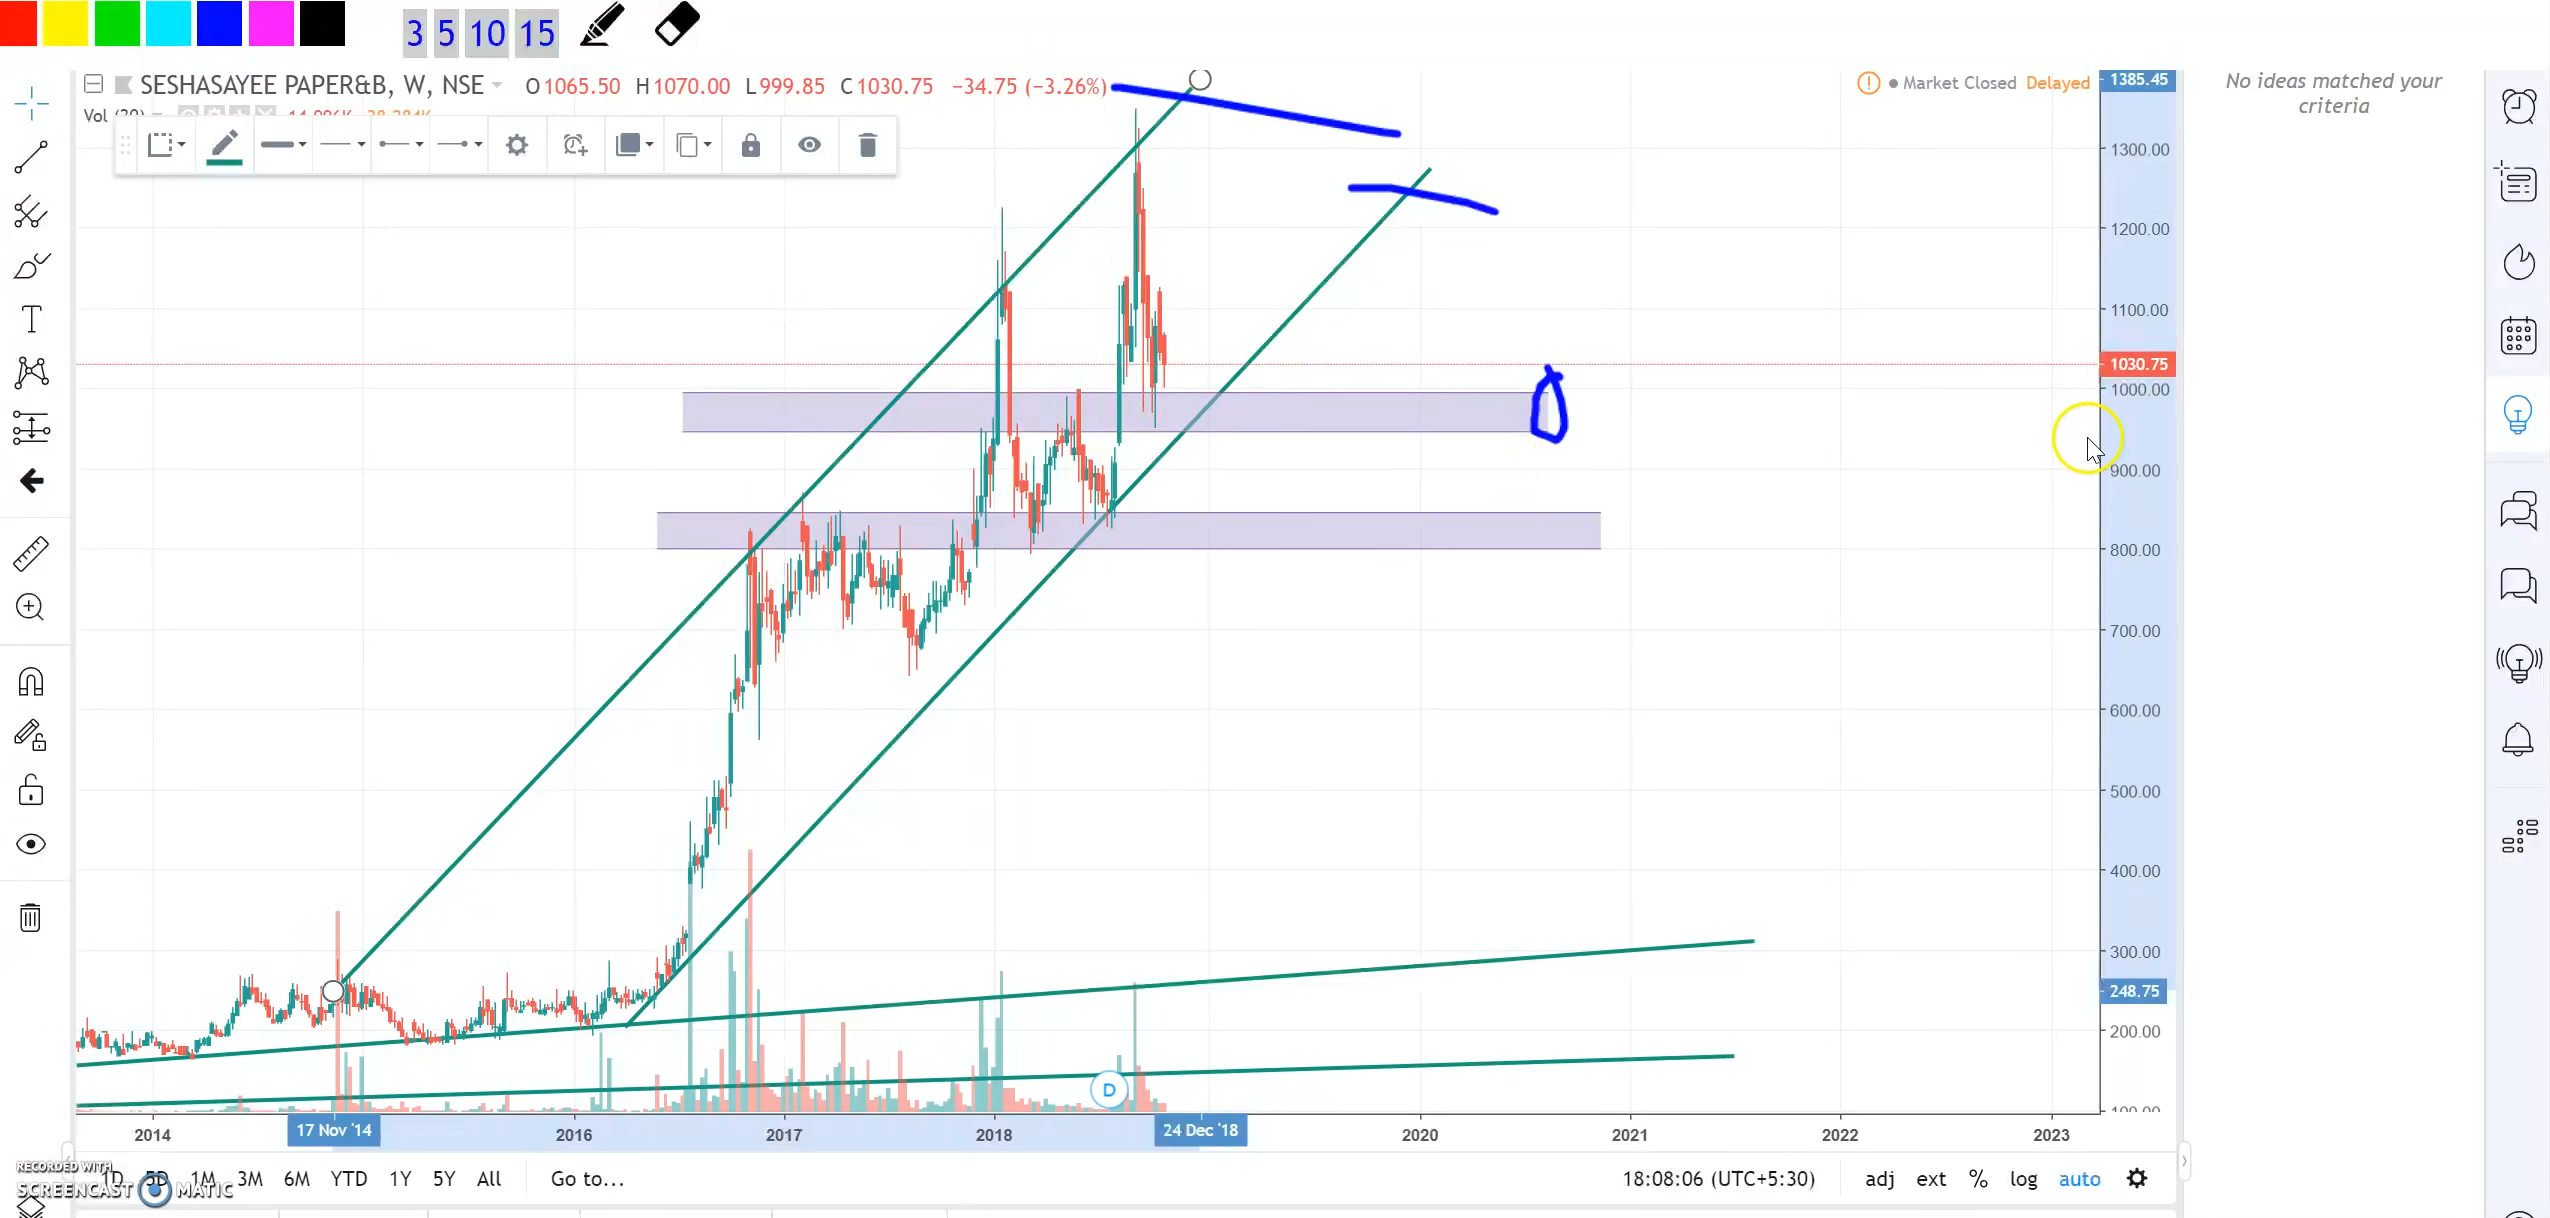 3 5 10 15
SESHASAYEE PAPER&B, W, NSE O1065.50 H1070.00 L999.85 C1030.75 −34.75 (−3.26%)
Market Closed Delayed
No ideas matched your
criteria
Vol (20)
1385.45
1300.00
1200.00
1100.00
1030.75
1000.00
900.00
800.00
700.00
600.00
500.00
400.00
300.00
248.75
200.00
100.00
D
2014 17 Nov '14 2016 2017 2018 24 Dec '18 2020 2021 2022 2023
1D 5D 1M 3M 6M YTD 1Y 5Y All Go to... 18:08:06 (UTC+5:30) adj ext % log auto
RECORDED WITH
SCREENCAST MATIC